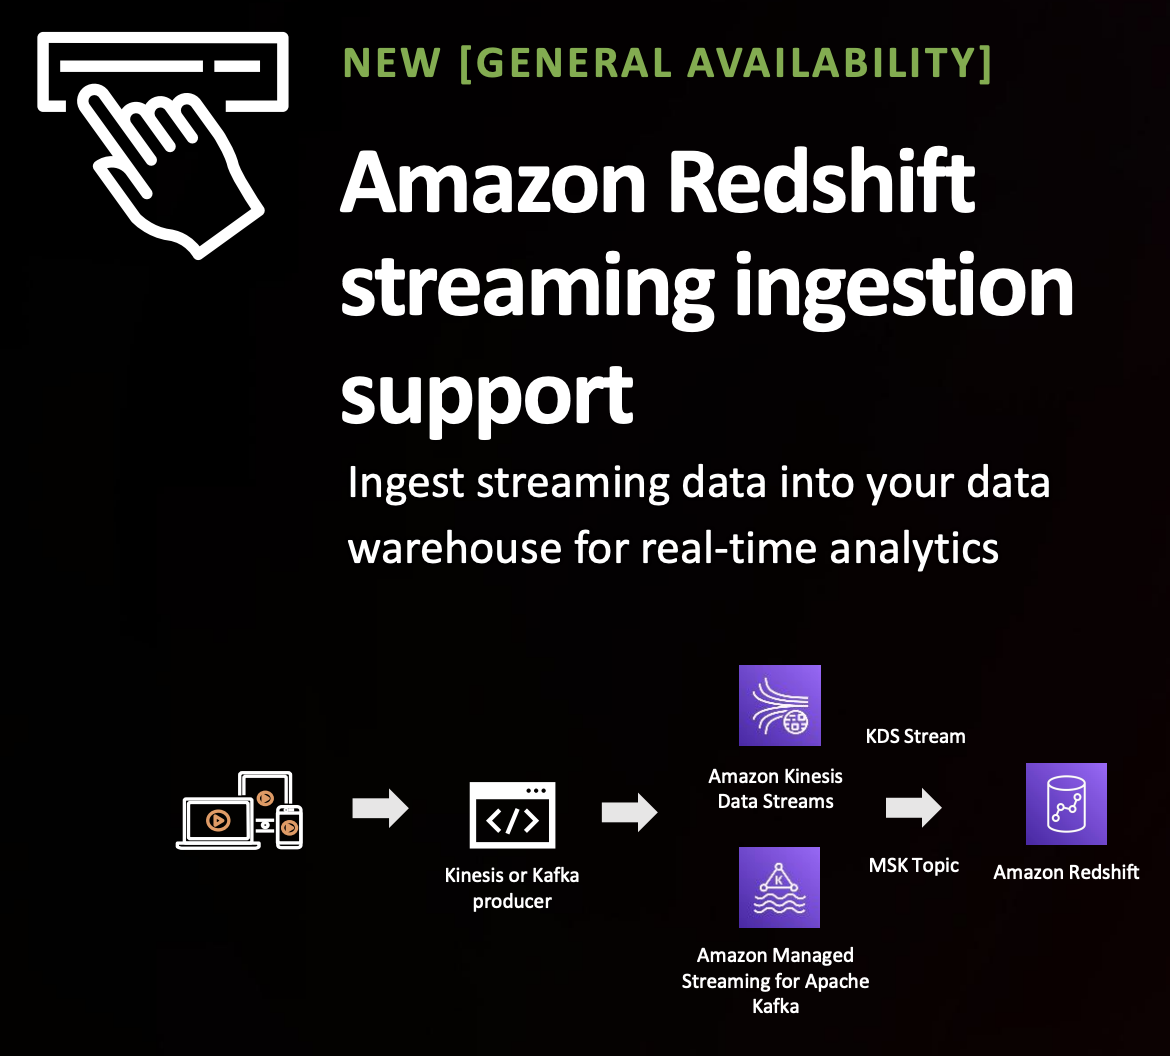 NEW [GENERAL AVAILABILITY]
Amazon Redshift
streaming ingestion
support
Ingest streaming data into your data
warehouse for real-time analytics
Kinesis or Kafka
producer
Amazon Kinesis
Data Streams
Amazon Managed
Streaming for Apache
Kafka
KDS Stream
MSK Topic
Amazon Redshift